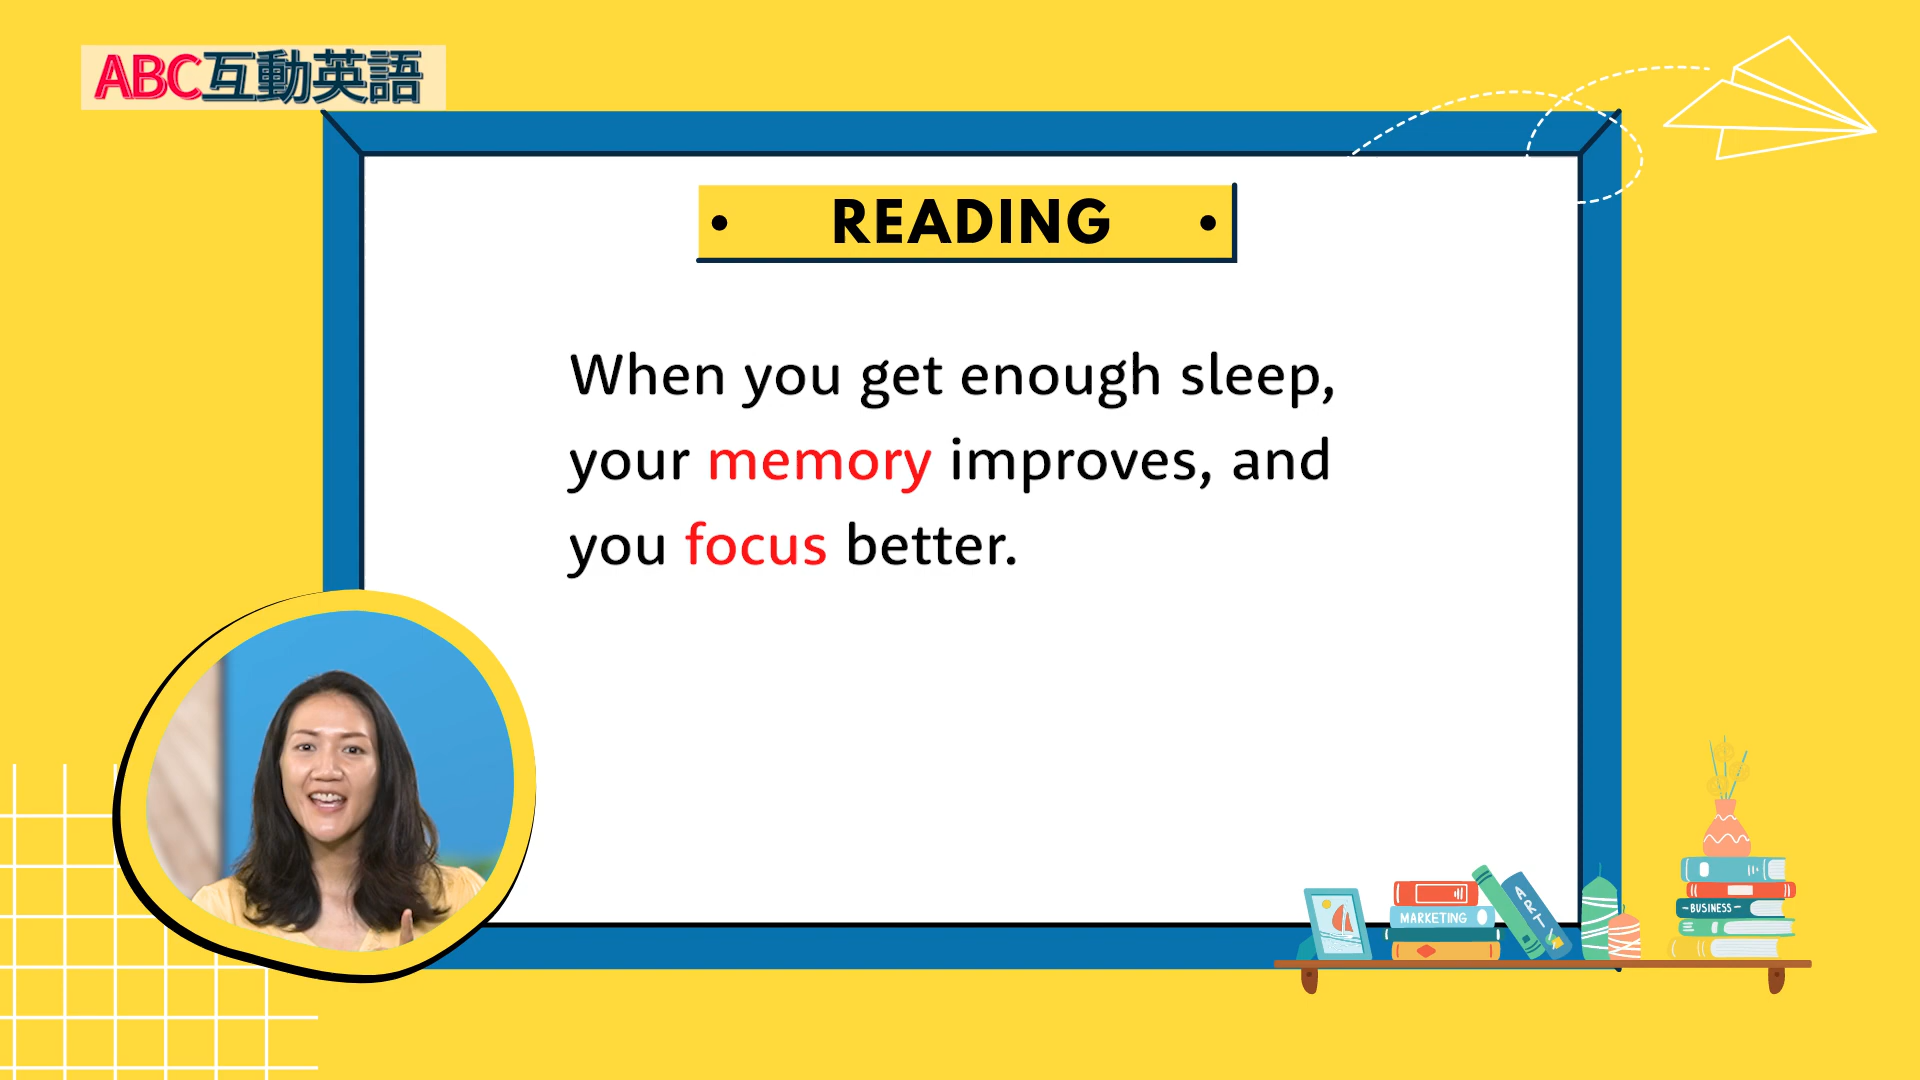 ABC互動英語
READING
When you get enough sleep,
your memory improves, and
you focus better.
MARKETING
ART
BUSINESS